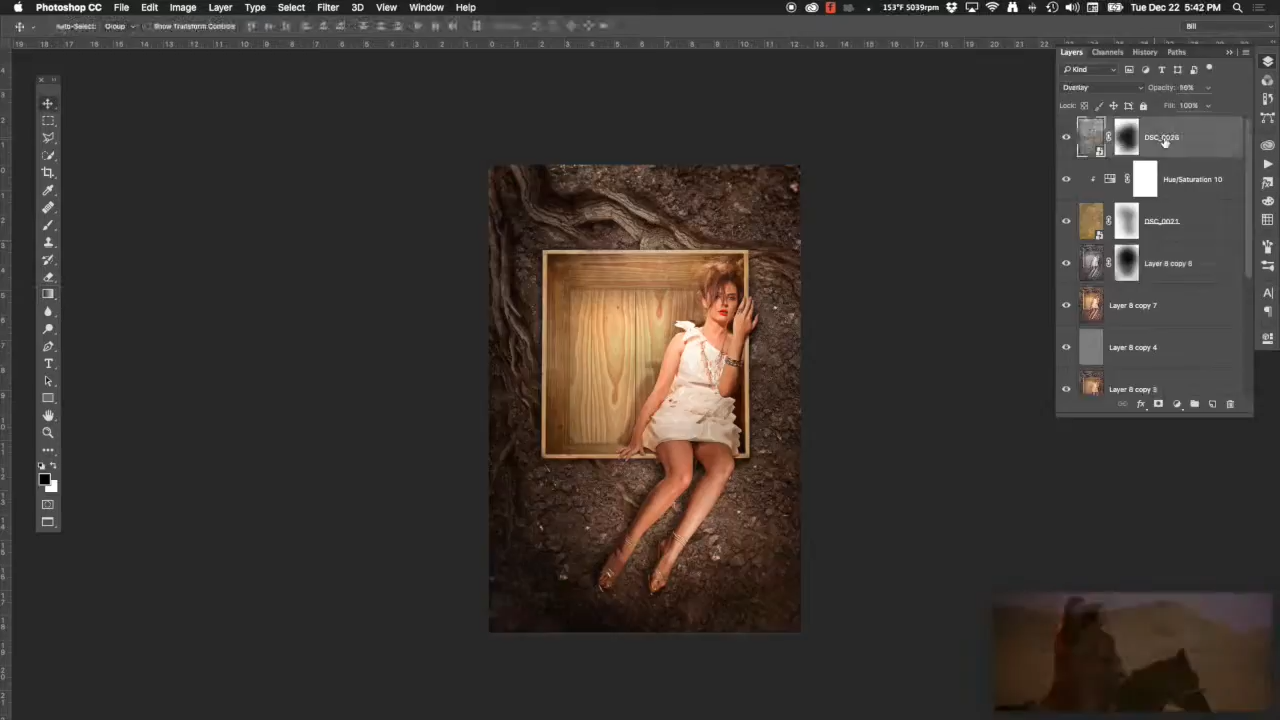 Photoshop CC File Edit Image Layer Type Select Filter 3D View Window Help 153°F 5039rpm Tue Dec 22 5:42 PM
Auto-Select: Group Show Transform Controls Bill
Layers Channels History Paths
Kind
Overlay Opacity: 56%
Lock: Fill: 100%
DSC_0026
Hue/Saturation 10
DSC_0021
Layer 8 copy 6
Layer 8 copy 7
Layer 8 copy 4
Layer 8 copy 5